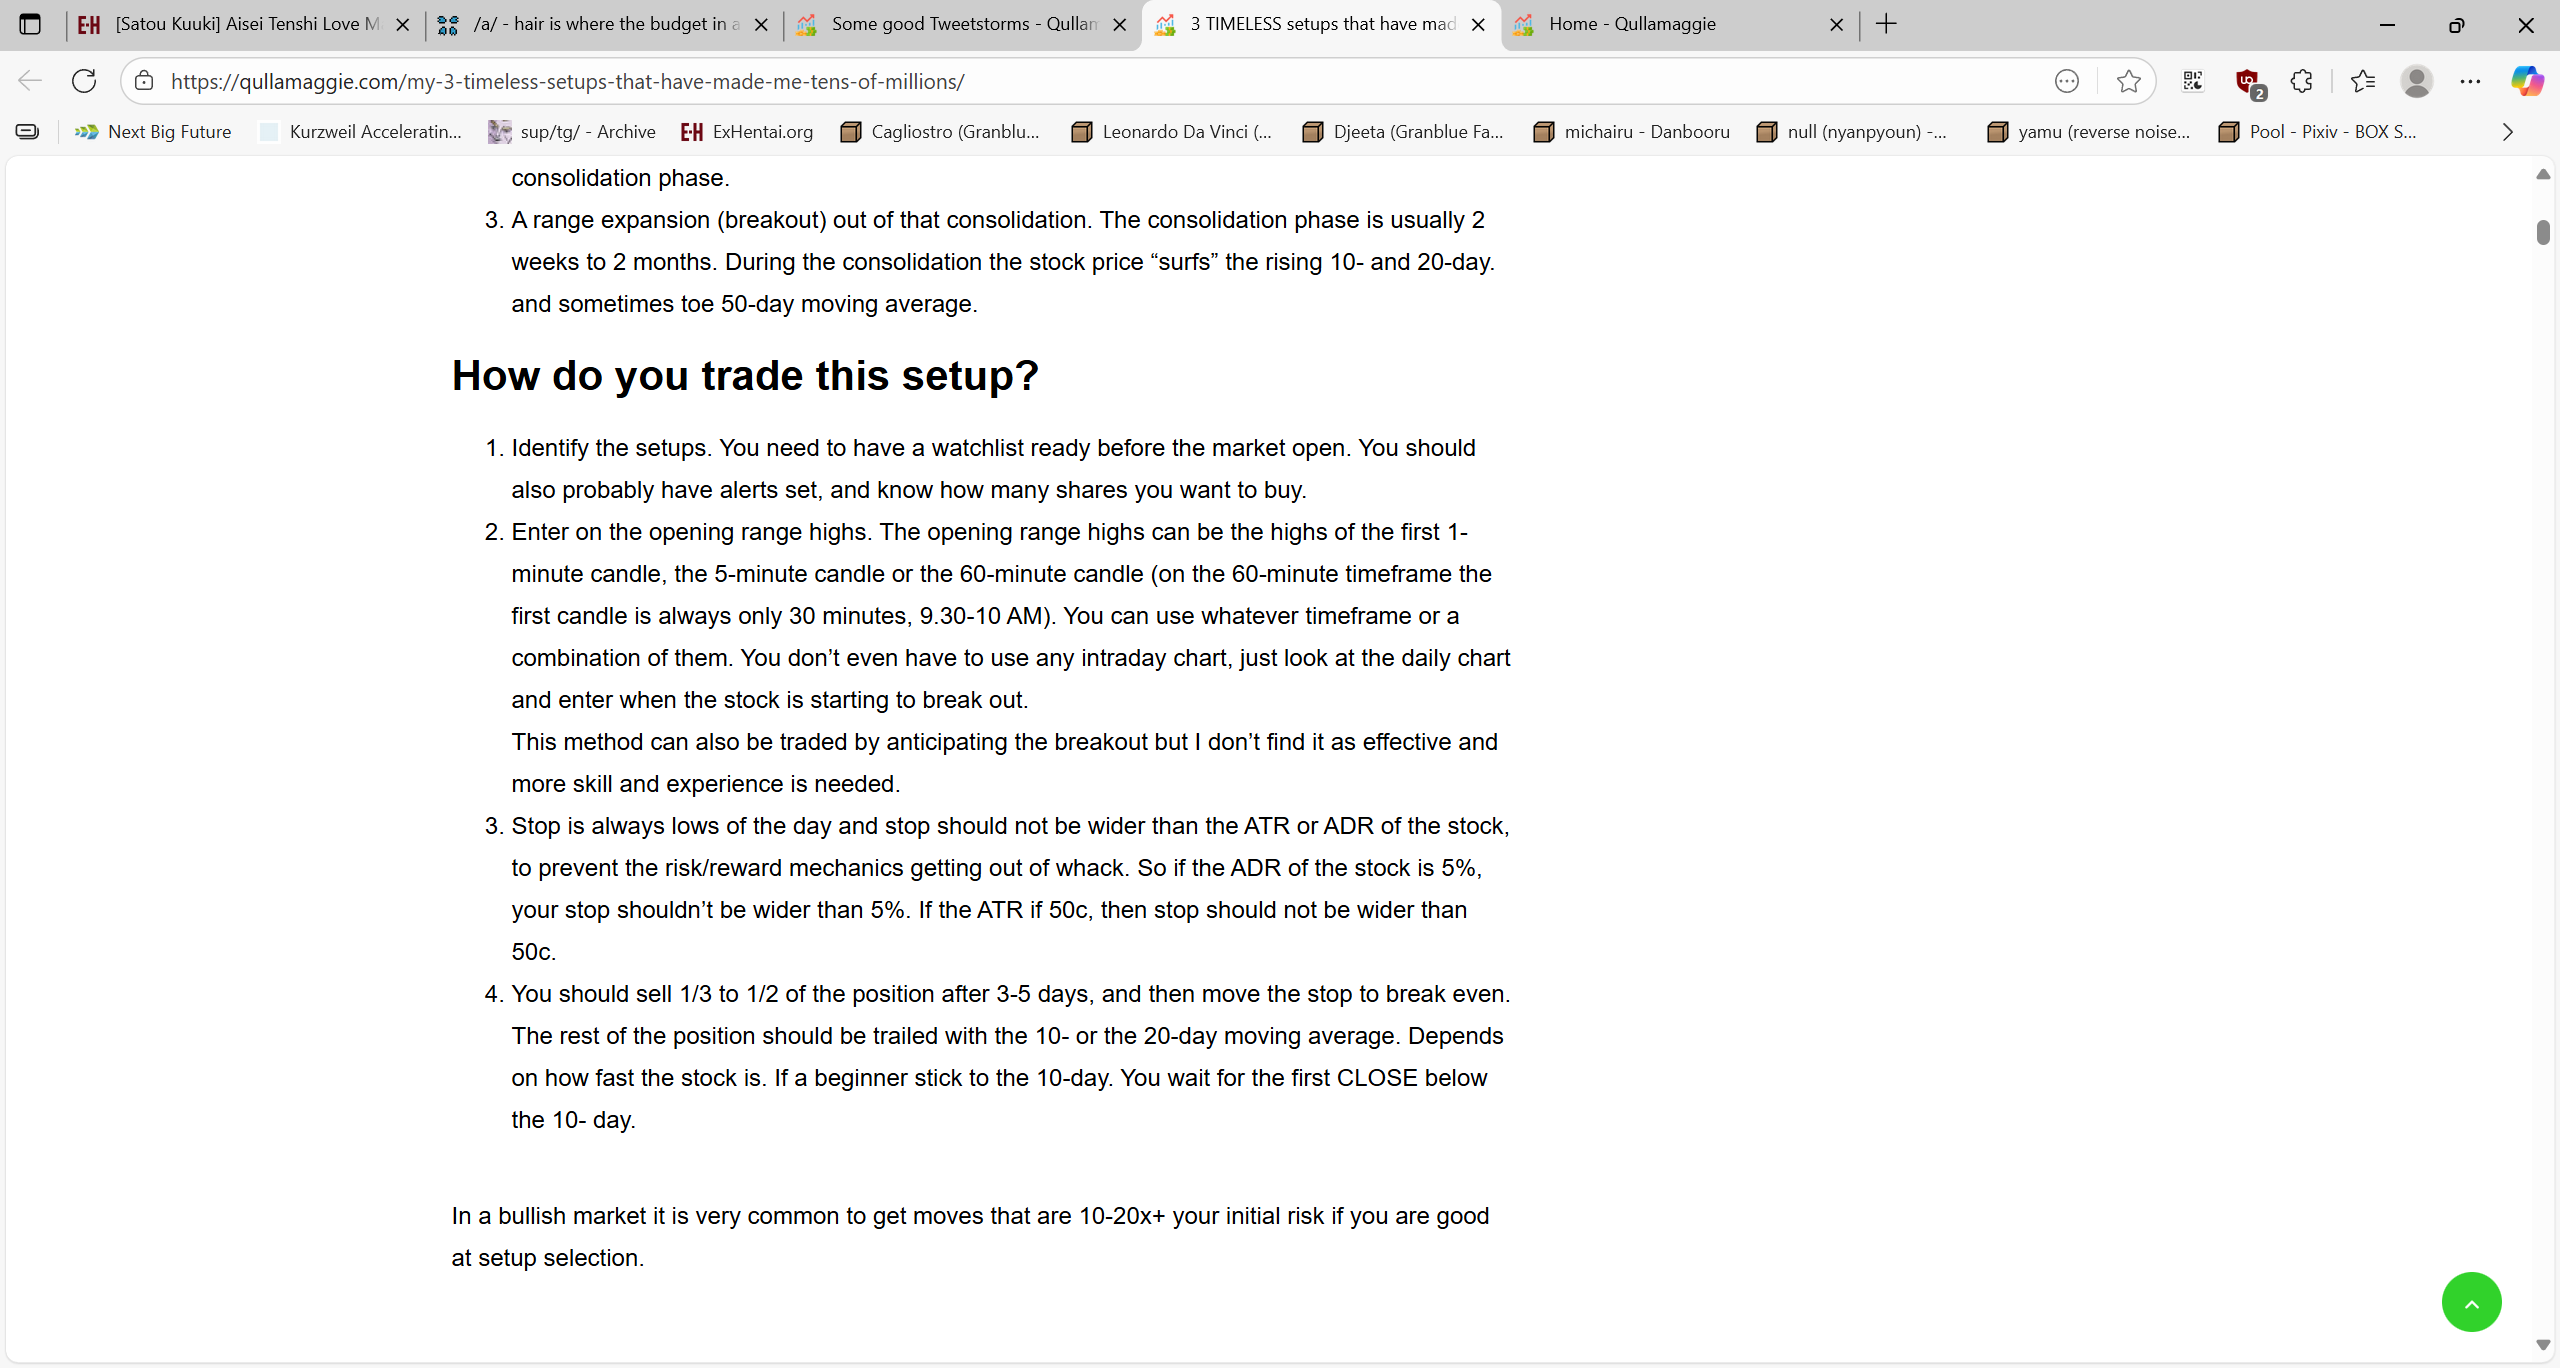 [Satou Kuuki] Aisei Tenshi Love M
/a/ - hair is where the budget in a
Some good Tweetstorms - Qullam
3 TIMELESS setups that have mad
Home - Qullamaggie
https://qullamaggie.com/my-3-timeless-setups-that-have-made-me-tens-of-millions/
2
Next Big Future
Kurzweil Acceleratin...
sup/tg/ - Archive
ExHentai.org
Cagliostro (Granblu...
Leonardo Da Vinci (...
Djeeta (Granblue Fa...
michairu - Danbooru
null (nyanpyoun) -...
yamu (reverse noise...
Pool - Pixiv - BOX S...
consolidation phase.
3. A range expansion (breakout) out of that consolidation. The consolidation phase is usually 2
weeks to 2 months. During the consolidation the stock price “surfs” the rising 10- and 20-day.
and sometimes toe 50-day moving average.
How do you trade this setup?
1. Identify the setups. You need to have a watchlist ready before the market open. You should
also probably have alerts set, and know how many shares you want to buy.
2. Enter on the opening range highs. The opening range highs can be the highs of the first 1-
minute candle, the 5-minute candle or the 60-minute candle (on the 60-minute timeframe the
first candle is always only 30 minutes, 9.30-10 AM). You can use whatever timeframe or a
combination of them. You don’t even have to use any intraday chart, just look at the daily chart
and enter when the stock is starting to break out.
This method can also be traded by anticipating the breakout but I don’t find it as effective and
more skill and experience is needed.
3. Stop is always lows of the day and stop should not be wider than the ATR or ADR of the stock,
to prevent the risk/reward mechanics getting out of whack. So if the ADR of the stock is 5%,
your stop shouldn’t be wider than 5%. If the ATR if 50c, then stop should not be wider than
50c.
4. You should sell 1/3 to 1/2 of the position after 3-5 days, and then move the stop to break even.
The rest of the position should be trailed with the 10- or the 20-day moving average. Depends
on how fast the stock is. If a beginner stick to the 10-day. You wait for the first CLOSE below
the 10- day.
In a bullish market it is very common to get moves that are 10-20x+ your initial risk if you are good
at setup selection.